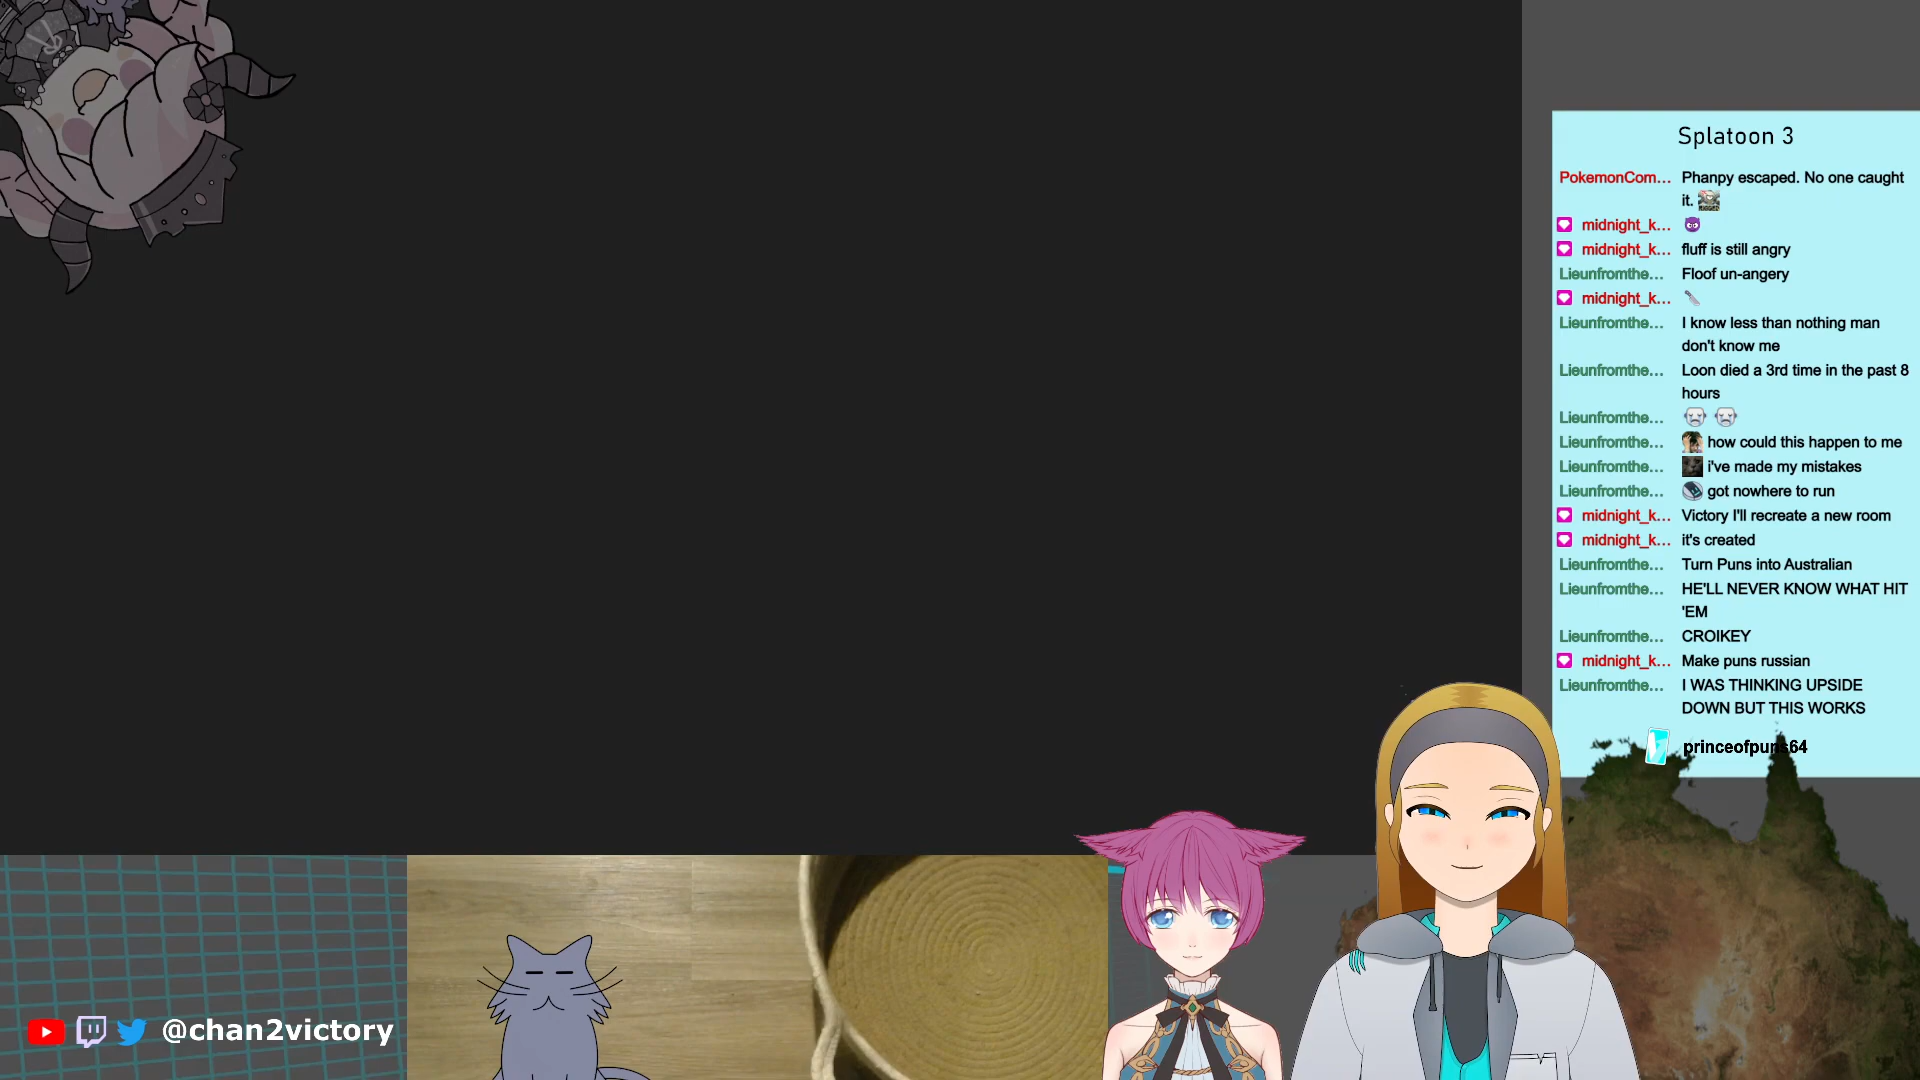 Splatoon 3
PokemonCom... Phanpy escaped. No one caught
it.
midnight_k...
midnight_k... fluff is still angry
Lieunfromthe... Floof un-angery
midnight_k...
Lieunfromthe... I know less than nothing man
don't know me
Lieunfromthe... Loon died a 3rd time in the past 8
hours
Lieunfromthe...
Lieunfromthe... how could this happen to me
Lieunfromthe... i've made my mistakes
Lieunfromthe... got nowhere to run
midnight_k... Victory I'll recreate a new room
midnight_k... it's created
Lieunfromthe... Turn Puns into Australian
Lieunfromthe... HE'LL NEVER KNOW WHAT HIT
'EM
Lieunfromthe... CROIKEY
midnight_k... Make puns russian
Lieunfromthe... I WAS THINKING UPSIDE
DOWN BUT THIS WORKS
princeofpuns64
@chan2victory